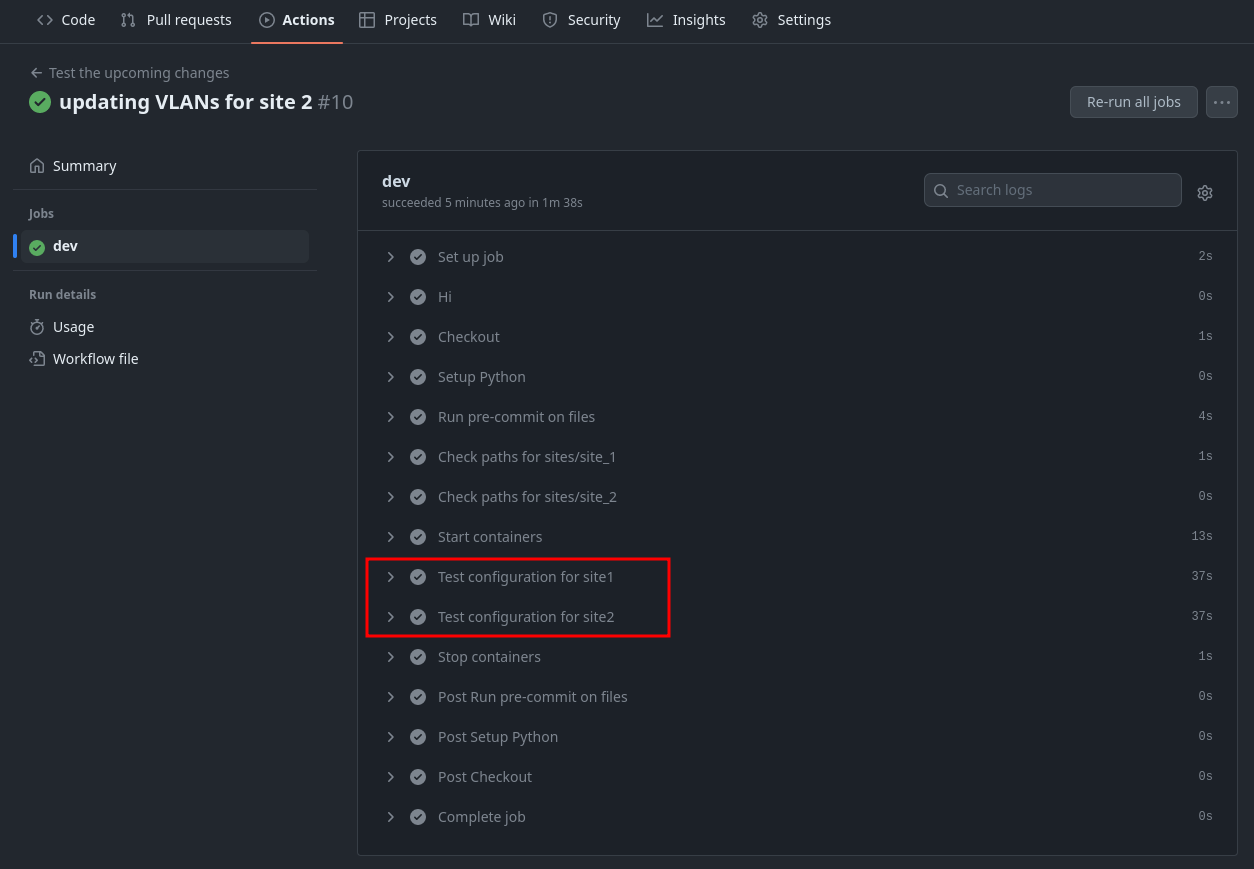 Code Pull requests Actions Projects Wiki Security Insights Settings
Test the upcoming changes
updating VLANs for site 2 #10
Re-run all jobs
Summary
Jobs
dev
Run details
Usage
Workflow file
dev
succeeded 5 minutes ago in 1m 38s
Search logs
Set up job 2s
Hi 0s
Checkout 1s
Setup Python 0s
Run pre-commit on files 4s
Check paths for sites/site_1 1s
Check paths for sites/site_2 0s
Start containers 13s
Test configuration for site1 37s
Test configuration for site2 37s
Stop containers 1s
Post Run pre-commit on files 0s
Post Setup Python 0s
Post Checkout 0s
Complete job 0s